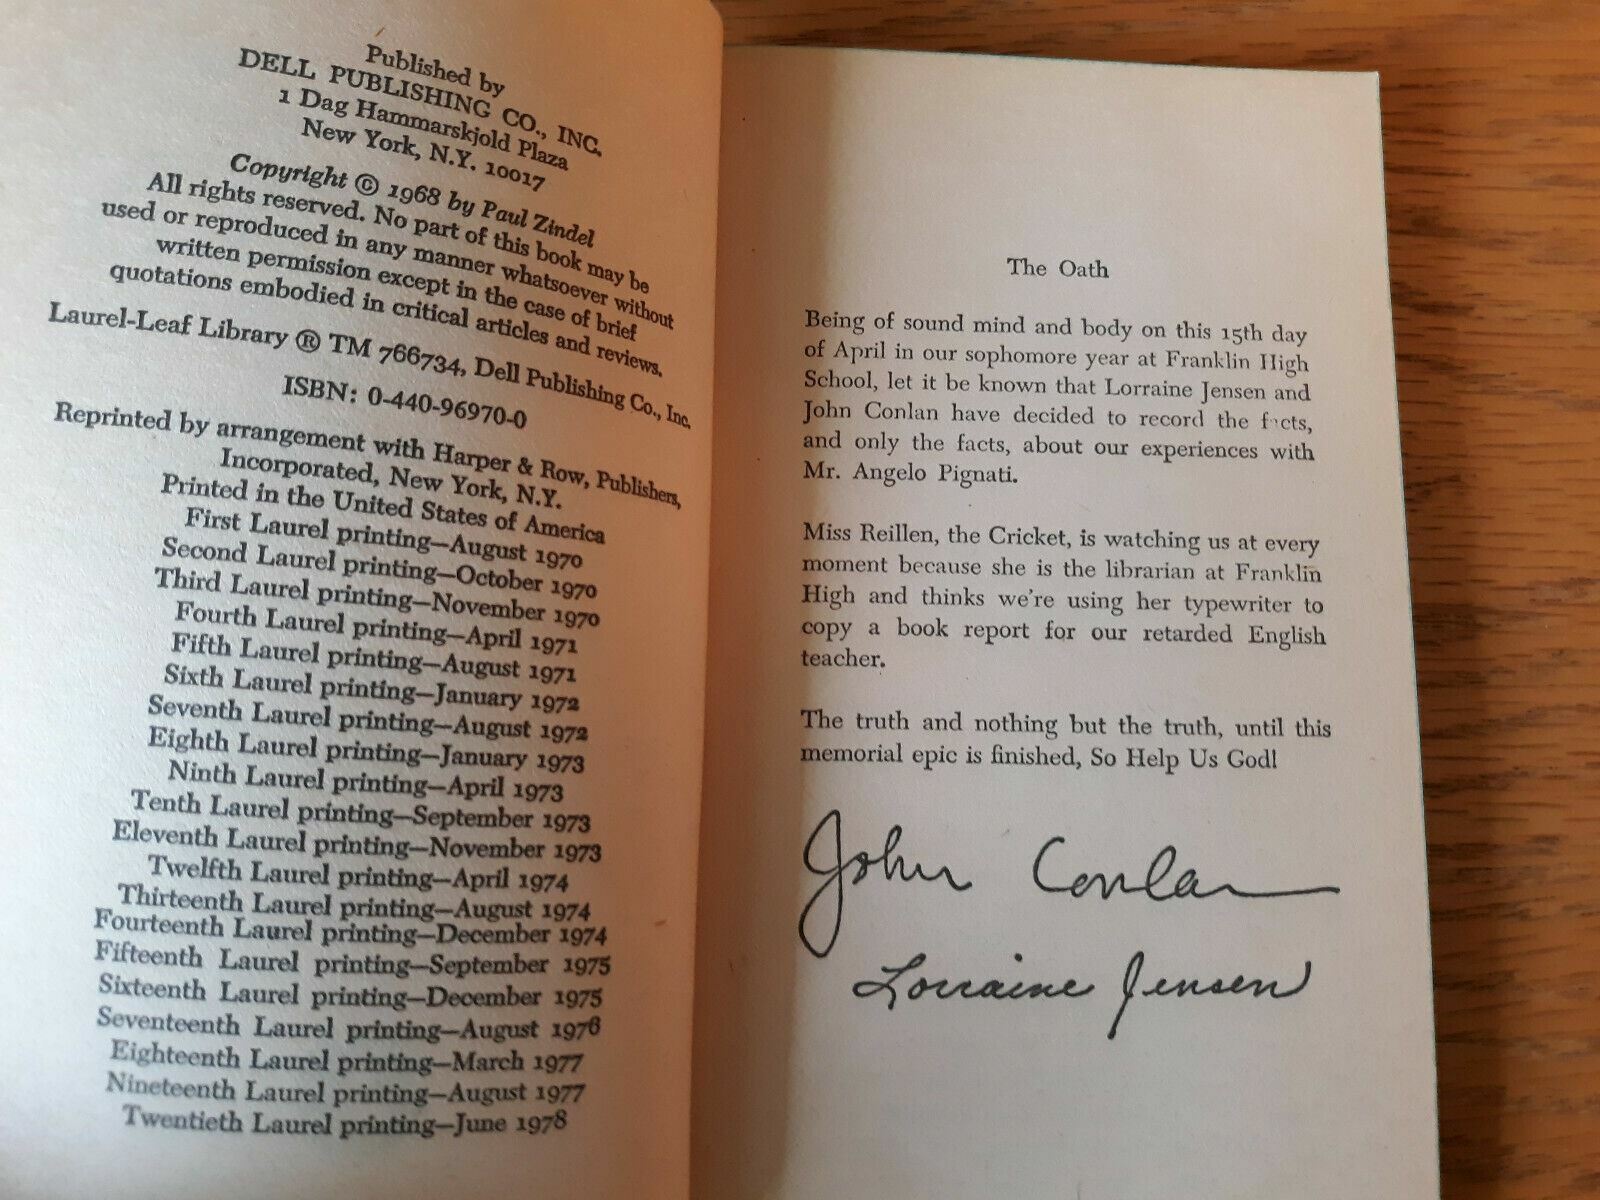 Published by
DELL PUBLISHING CO., INC.
1 Dag Hammarskjold Plaza
New York, N.Y. 10017
Copyright © 1968 by Paul Zindel
All rights reserved. No part of this book may be
used or reproduced in any manner whatsoever without
written permission except in the case of brief
quotations embodied in critical articles and reviews.
Laurel-Leaf Library ® TM 766734, Dell Publishing Co., Inc.
ISBN: 0-440-96970-0
Reprinted by arrangement with Harper & Row, Publishers,
Incorporated, New York, N.Y.
Printed in the United States of America
First Laurel printing—August 1970
Second Laurel printing—October 1970
Third Laurel printing—November 1970
Fourth Laurel printing—April 1971
Fifth Laurel printing—August 1971
Sixth Laurel printing—January 1972
Seventh Laurel printing—August 1972
Eighth Laurel printing—January 1973
Ninth Laurel printing—April 1973
Tenth Laurel printing—September 1973
Eleventh Laurel printing—November 1973
Twelfth Laurel printing—April 1974
Thirteenth Laurel printing—August 1974
Fourteenth Laurel printing—December 1974
Fifteenth Laurel printing—September 1975
Sixteenth Laurel printing—December 1975
Seventeenth Laurel printing—August 1976
Eighteenth Laurel printing—March 1977
Nineteenth Laurel printing—August 1977
Twentieth Laurel printing—June 1978
The Oath
Being of sound mind and body on this 15th day
of April in our sophomore year at Franklin High
School, let it be known that Lorraine Jensen and
John Conlan have decided to record the facts,
and only the facts, about our experiences with
Mr. Angelo Pignati.
Miss Reillen, the Cricket, is watching us at every
moment because she is the librarian at Franklin
High and thinks we're using her typewriter to
copy a book report for our retarded English
teacher.
The truth and nothing but the truth, until this
memorial epic is finished, So Help Us God!
John Conlan
Lorraine Jensen